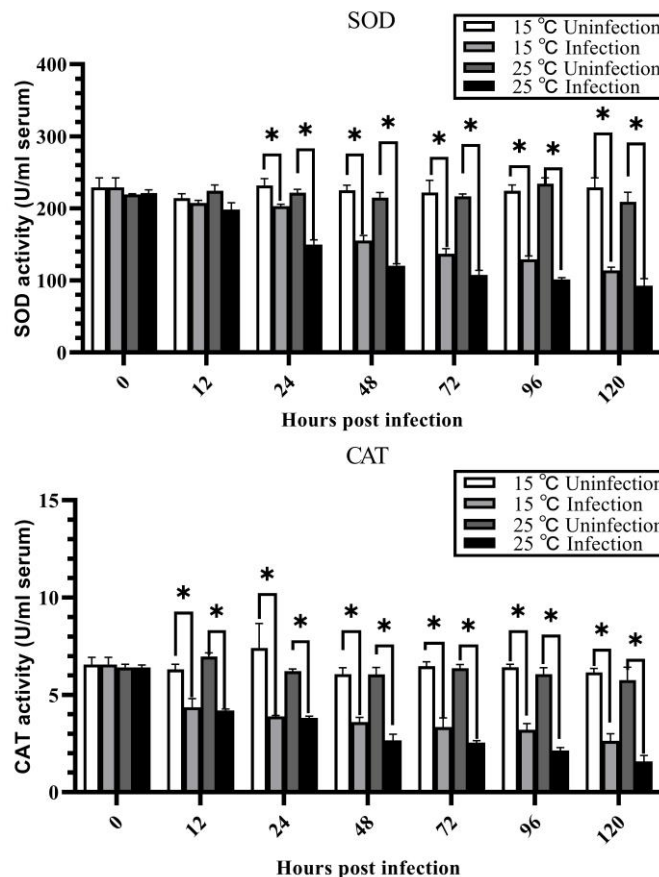 SOD
15 ℃ Uninfection
15 ℃ Infection
25 ℃ Uninfection
25 ℃ Infection
400
300
200
100
0
SOD activity (U/ml serum)
* * * * * * * * * *
0 12 24 48 72 96 120
Hours post infection
CAT
15 ℃ Uninfection
15 ℃ Infection
25 ℃ Uninfection
25 ℃ Infection
15
10
5
0
CAT activity (U/ml serum)
* * * * * * * * * * * *
0 12 24 48 72 96 120
Hours post infection